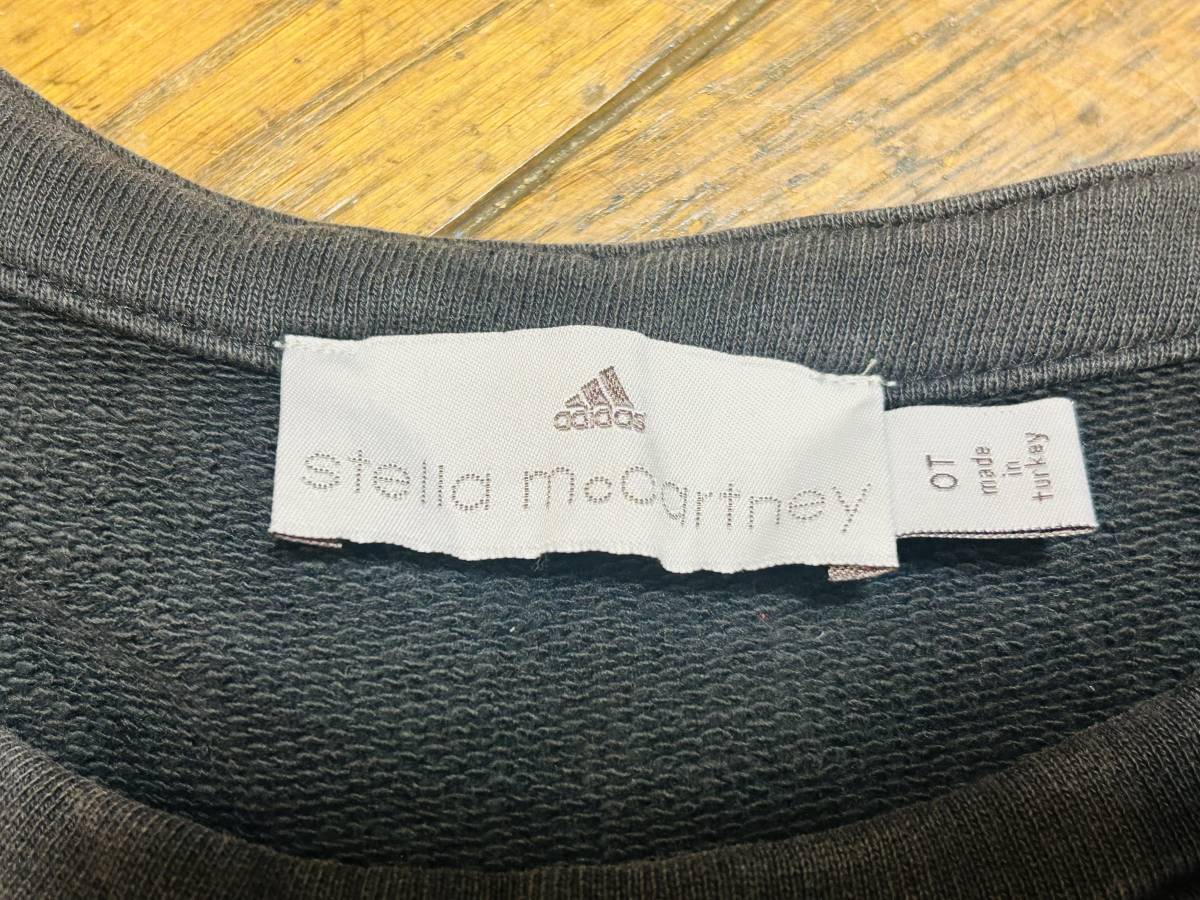 adidas
stella mcCartney
OT
made
in
turkey